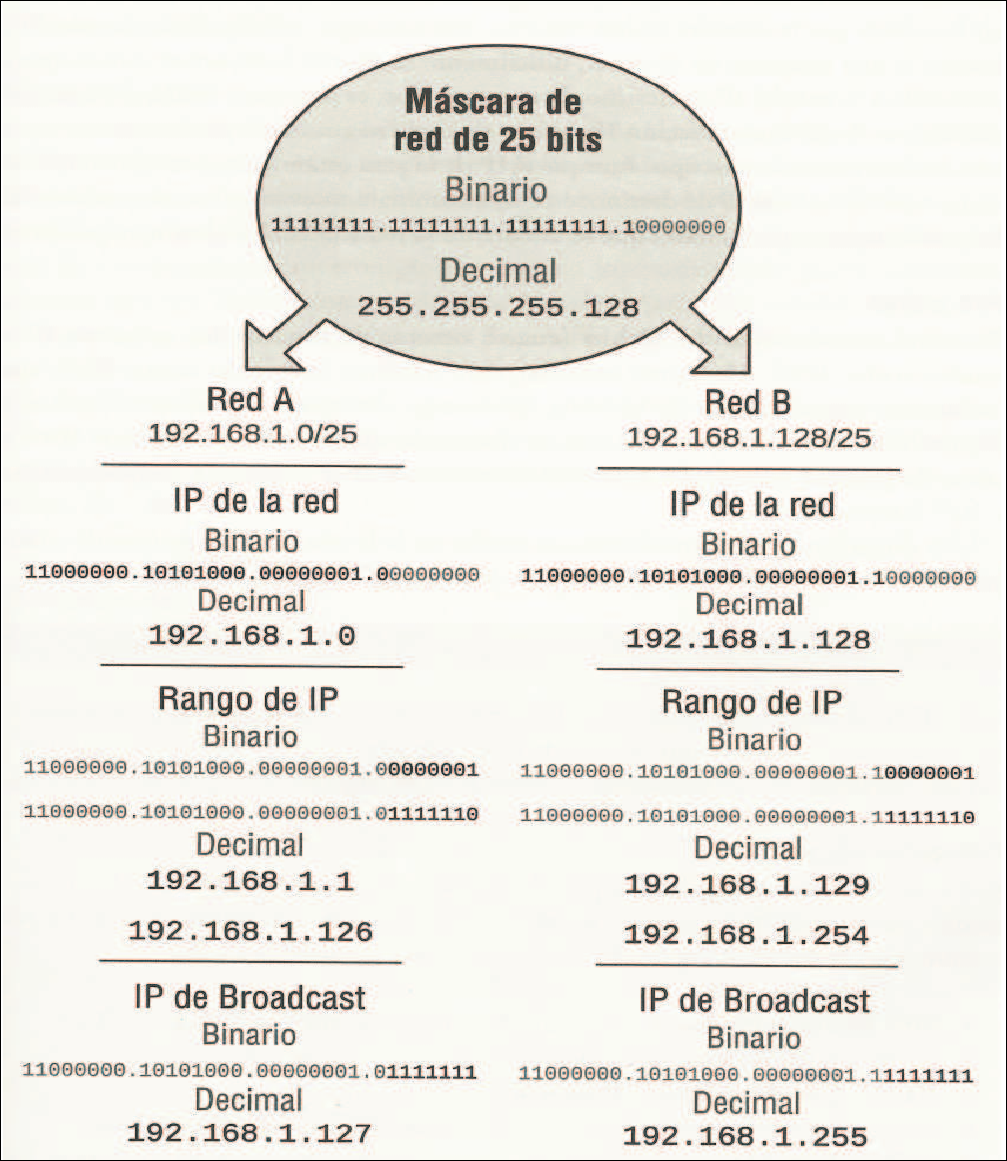 Máscara de
red de 25 bits
Binario
11111111.11111111.11111111.10000000
Decimal
255.255.255.128
Red A
192.168.1.0/25
IP de la red
Binario
11000000.10101000.00000001.00000000
Decimal
192.168.1.0
Rango de IP
Binario
11000000.10101000.00000001.00000001
11000000.10101000.00000001.01111110
Decimal
192.168.1.1
192.168.1.126
IP de Broadcast
Binario
11000000.10101000.00000001.01111111
Decimal
192.168.1.127
Red B
192.168.1.128/25
IP de la red
Binario
11000000.10101000.00000001.10000000
Decimal
192.168.1.128
Rango de IP
Binario
11000000.10101000.00000001.10000001
11000000.10101000.00000001.11111110
Decimal
192.168.1.129
192.168.1.254
IP de Broadcast
Binario
11000000.10101000.00000001.11111111
Decimal
192.168.1.255